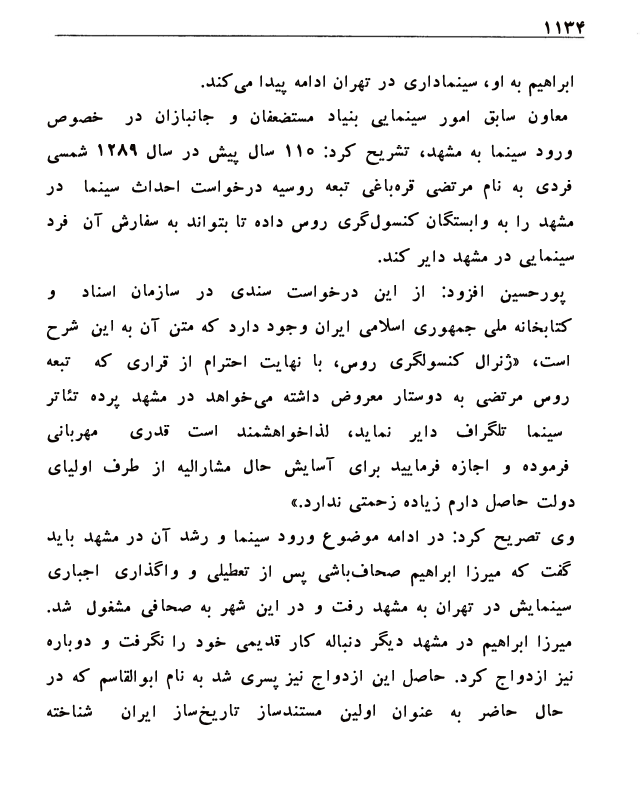 ۱۱۳۴
ابراهیم به او، سینماداری در تهران ادامه پیدا می‌کند.
معاون سابق امور سینمایی بنیاد مستضعفان و جانبازان در خصوص
ورود سینما به مشهد، تشریح کرد: ۱۱۵ سال پیش در سال ۱۲۸۹ شمسی
فردی به نام مرتضی قره‌باغی تبعه روسیه درخواست احداث سینما در
مشهد را به وابستگان کنسول‌گری روس داده تا بتواند به سفارش آن فرد
سینمایی در مشهد دایر کند.
پورحسین افزود: از این درخواست سندی در سازمان اسناد و
کتابخانه ملی جمهوری اسلامی ایران وجود دارد که متن آن به این شرح
است، «ژنرال کنسولگری روس، با نهایت احترام از قراری که تبعه
روس مرتضی به دوستار معروض داشته می‌خواهد در مشهد پرده تئاتر
سینما تلگراف دایر نماید، لذاخواهشمند است قدری مهربانی
فرموده و اجازه فرمایید برای آسایش حال مشارالیه از طرف اولیای
دولت حاصل دارم زیاده زحمتی ندارد.»
وی تصریح کرد: در ادامه موضوع ورود سینما و رشد آن در مشهد باید
گفت که میرزا ابراهیم صحاف‌باشی پس از تعطیلی و واگذاری اجباری
سینمایش در تهران به مشهد رفت و در این شهر به صحافی مشغول شد.
میرزا ابراهیم در مشهد دیگر دنباله کار قدیمی خود را نگرفت و دوباره
نیز ازدواج کرد. حاصل این ازدواج نیز پسری شد به نام ابوالقاسم که در
حال حاضر به عنوان اولین مستندساز تاریخ‌ساز ایران شناخته